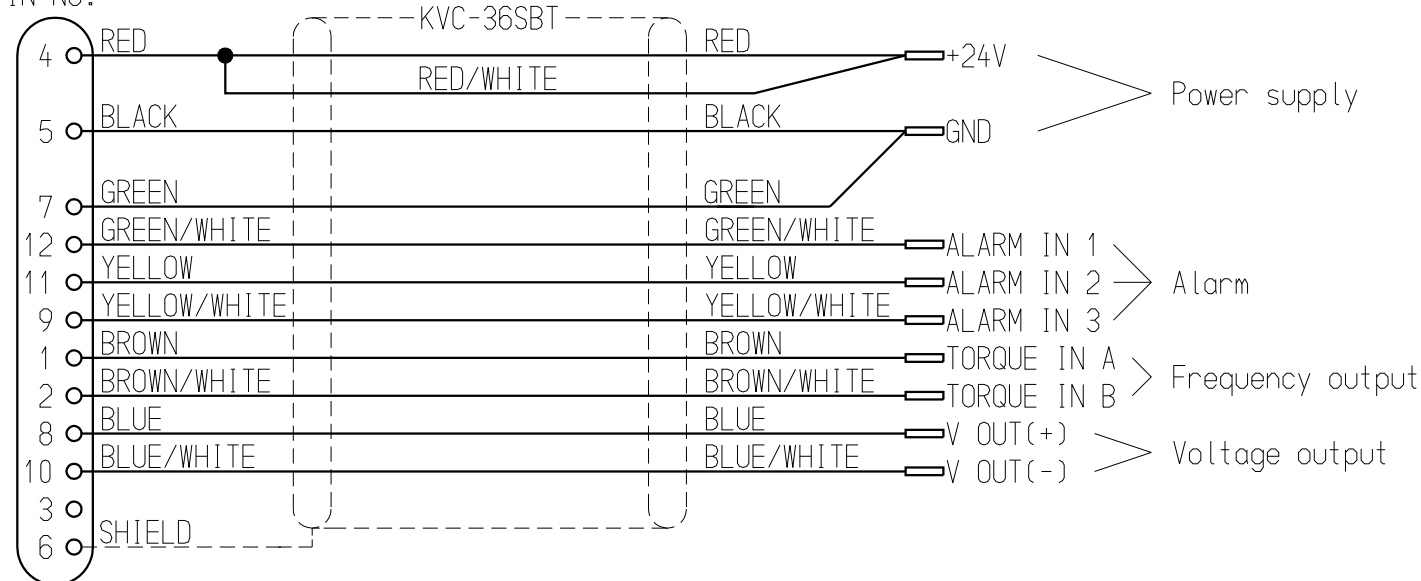 IN NO.
KVC-36SBT
4 RED RED +24V
RED/WHITE
Power supply
5 BLACK BLACK GND
7 GREEN GREEN
12 GREEN/WHITE GREEN/WHITE ALARM IN 1
11 YELLOW YELLOW ALARM IN 2 Alarm
9 YELLOW/WHITE YELLOW/WHITE ALARM IN 3
1 BROWN BROWN TORQUE IN A
Frequency output
2 BROWN/WHITE BROWN/WHITE TORQUE IN B
8 BLUE BLUE V OUT(+)
Voltage output
10 BLUE/WHITE BLUE/WHITE V OUT(-)
3
6 SHIELD